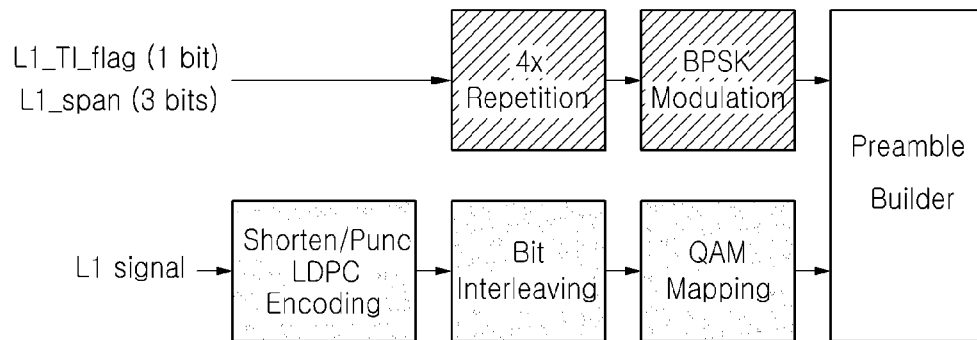 L1_TI_flag (1 bit)
L1_span (3 bits)
4x
Repetition
BPSK
Modulation
Preamble
Builder
L1 signal
Shorten/Punc
LDPC
Encoding
Bit
Interleaving
QAM
Mapping